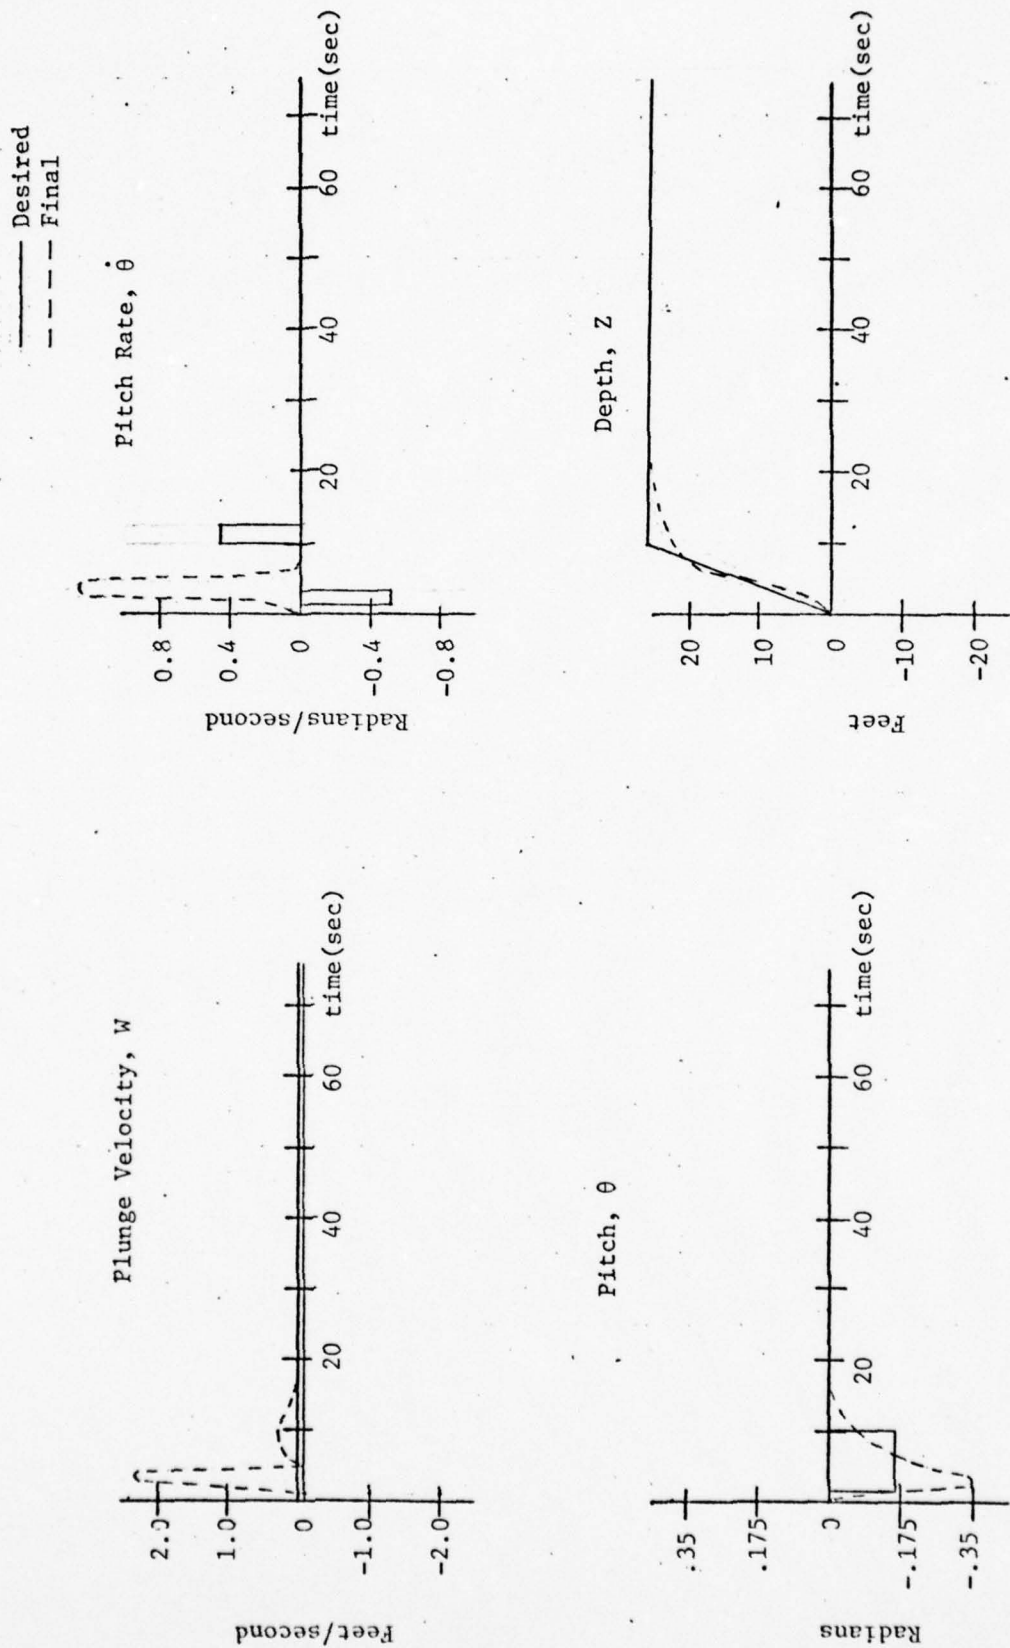 Desired
Final
Plunge Velocity, W
2.0
1.0
0
-1.0
-2.0
Feet/second
20
40
60
time(sec)
Pitch Rate, θ̇
0.8
0.4
0
-0.4
-0.8
Radians/second
20
40
60
time(sec)
Pitch, θ
.35
.175
0
-.175
-.35
Radians
20
40
60
time(sec)
Depth, Z
20
10
0
-10
-20
Feet
20
40
60
time(sec)